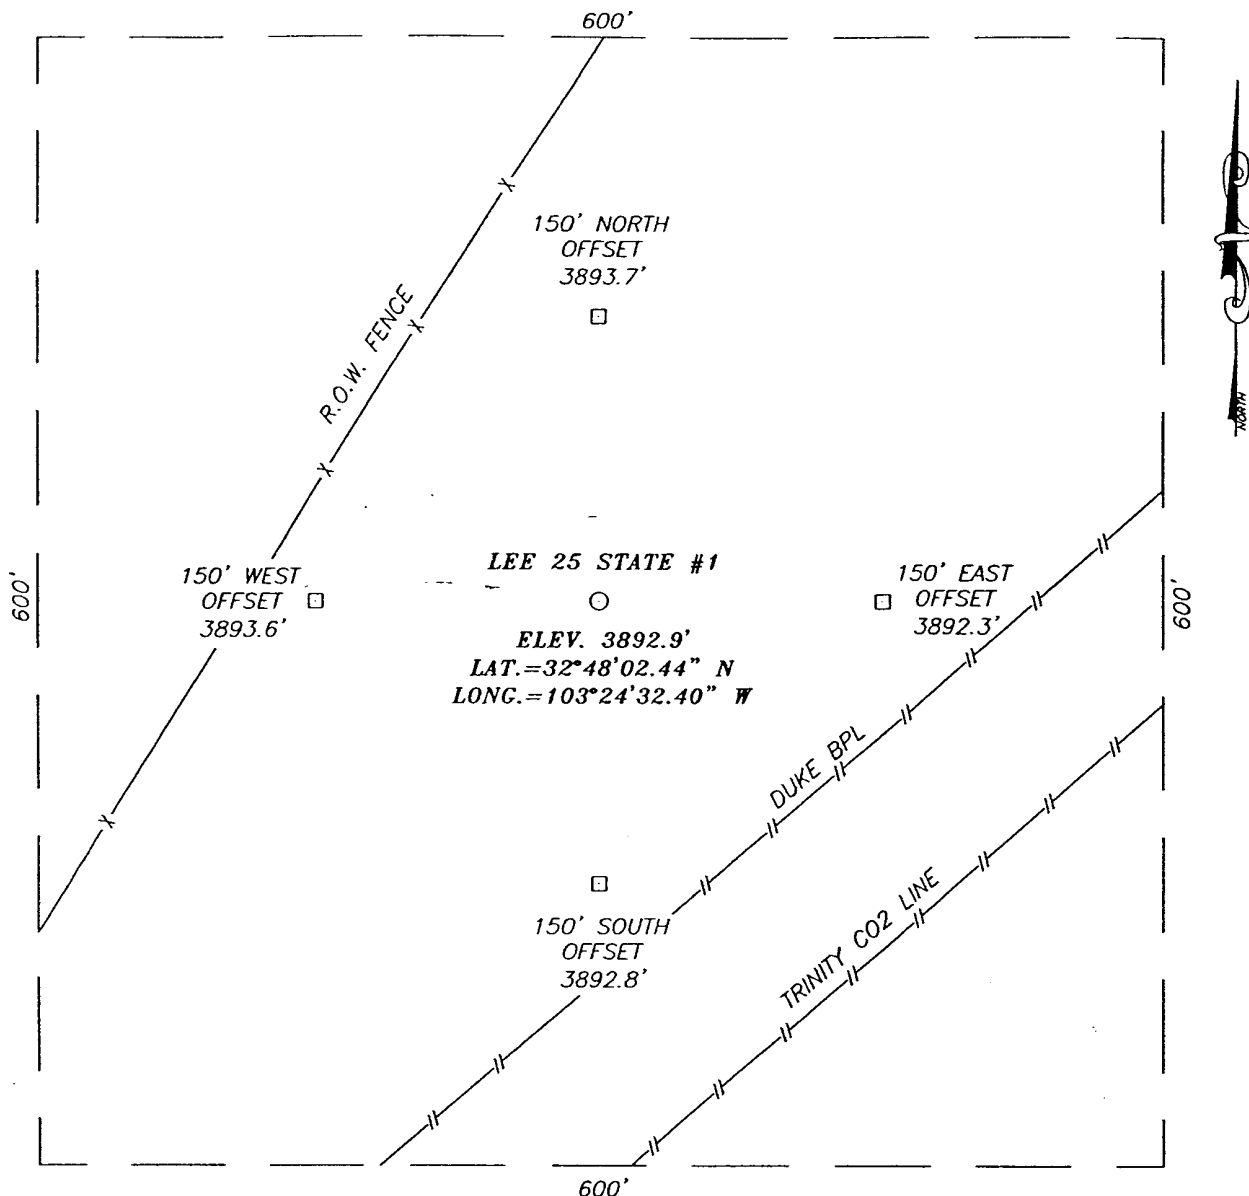 600'
150' NORTH
OFFSET
3893.7'
NORTH
R.O.W. FENCE
LEE 25 STATE #1
150' WEST
OFFSET
3893.6'
150' EAST
OFFSET
3892.3'
600'
600'
ELEV. 3892.9'
LAT.=32°48'02.44" N
LONG.=103°24'32.40" W
DUKE BPL
TRINITY CO2 LINE
150' SOUTH
OFFSET
3892.8'
600'